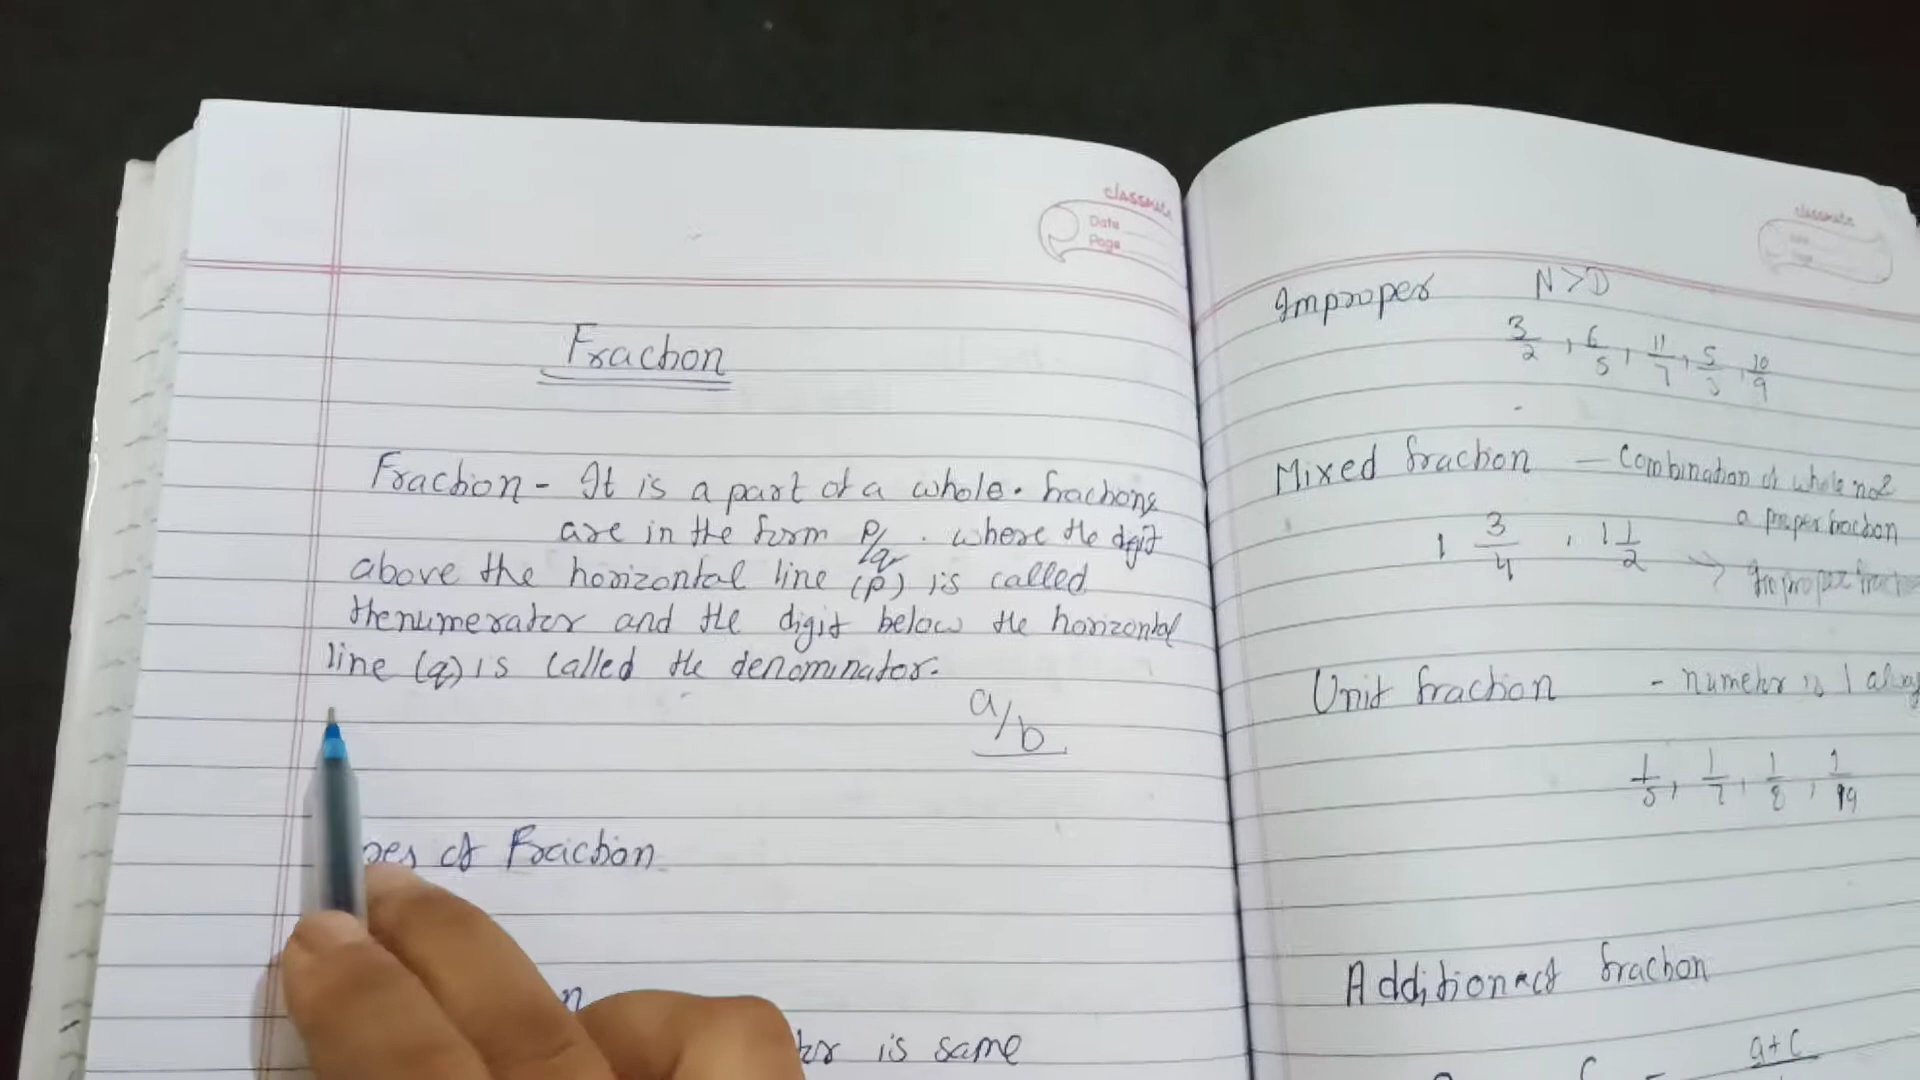 classmate
Date
Page
Fraction
Fraction - It is a part of a whole. fractions
are in the form P/q. where the digit
above the horizontal line (p) is called
the numerator and the digit below the horizontal
line (q) is called the denominator.
a/b
of Fraction
is same
classmate
Improper N>D
3/2, 6/5, 11/7, 5/3, 10/9
Mixed fraction - Combination of whole no &
a proper fraction
1 3/4, 1 1/2 → Improper
Unit fraction - is 1
1/5, 1/7, 1/8, 1/19
Addition of fraction
a+c